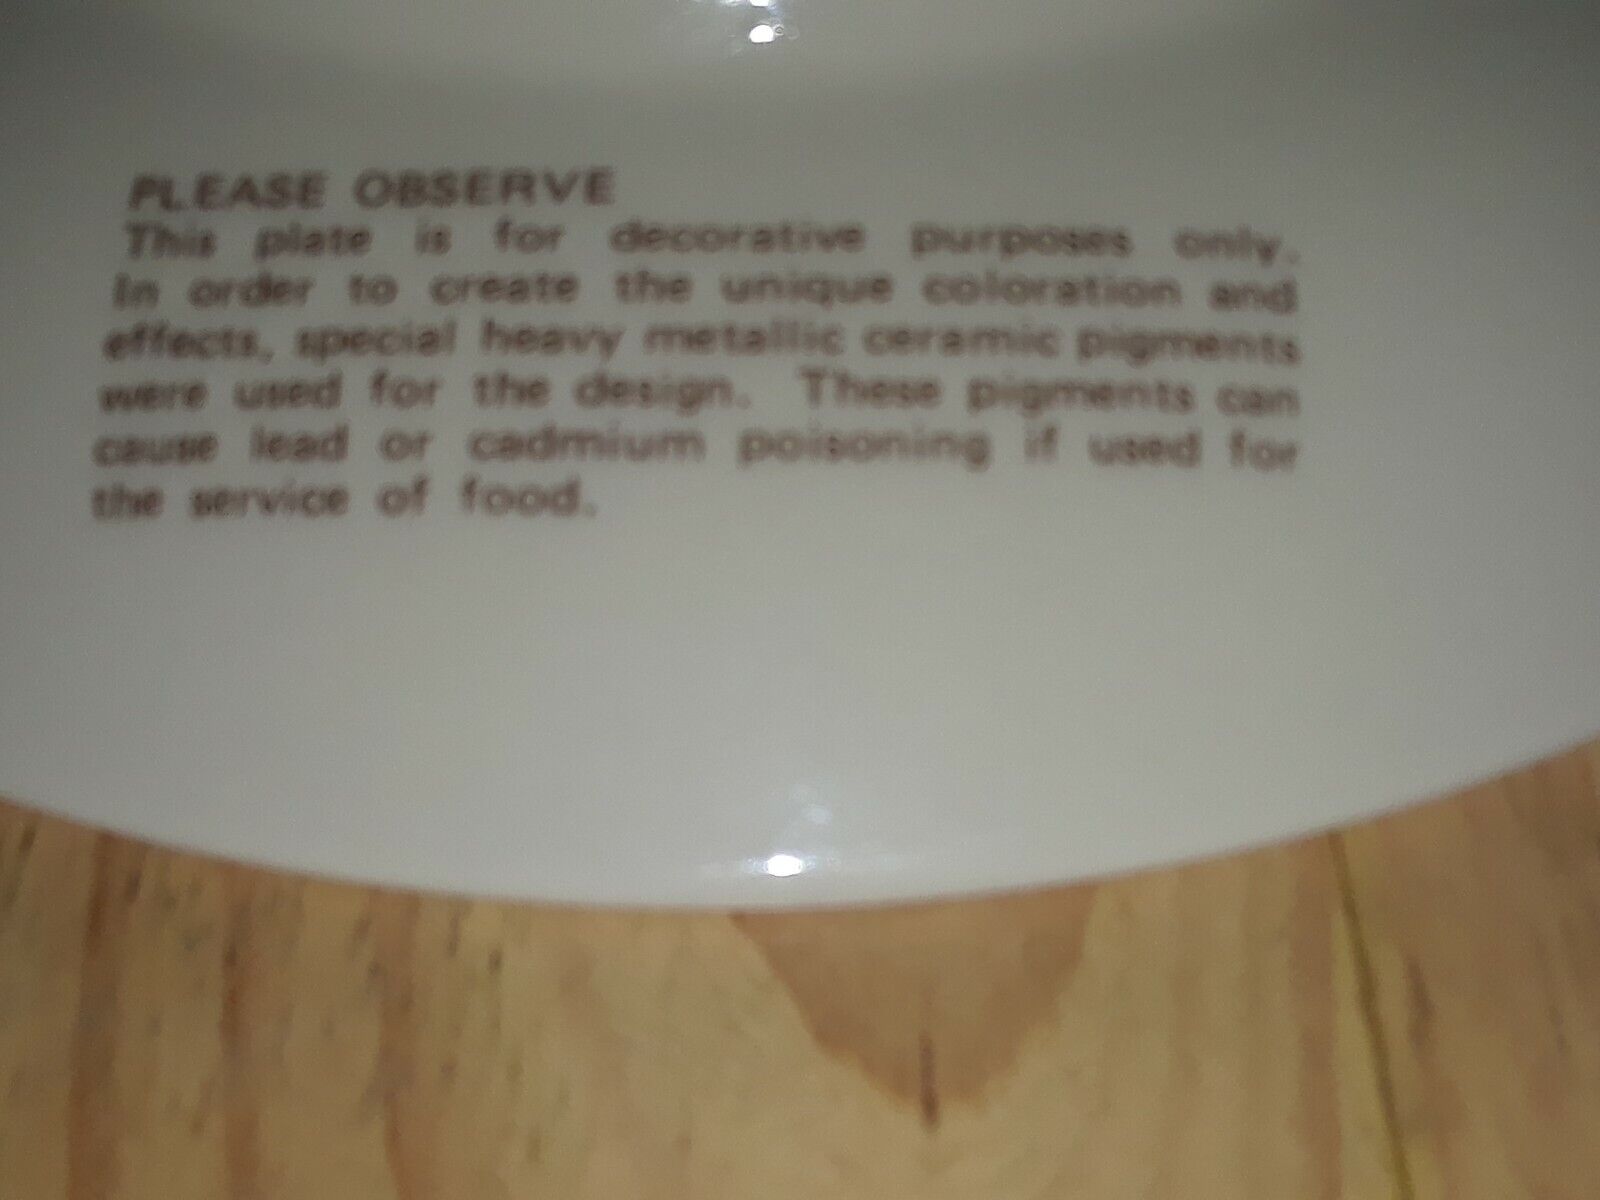 PLEASE OBSERVE
This plate is for decorative purposes only.
In order to create the unique coloration and
effects, special heavy metallic ceramic pigments
were used for the design. These pigments can
cause lead or cadmium poisoning if used for
the service of food.